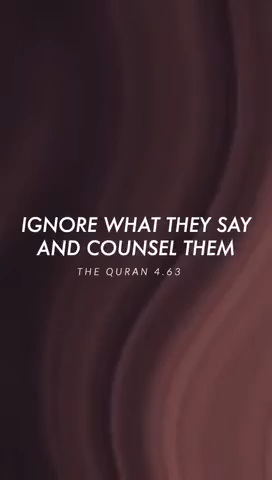 IGNORE WHAT THEY SAY
AND COUNSEL THEM
THE QURAN 4.63